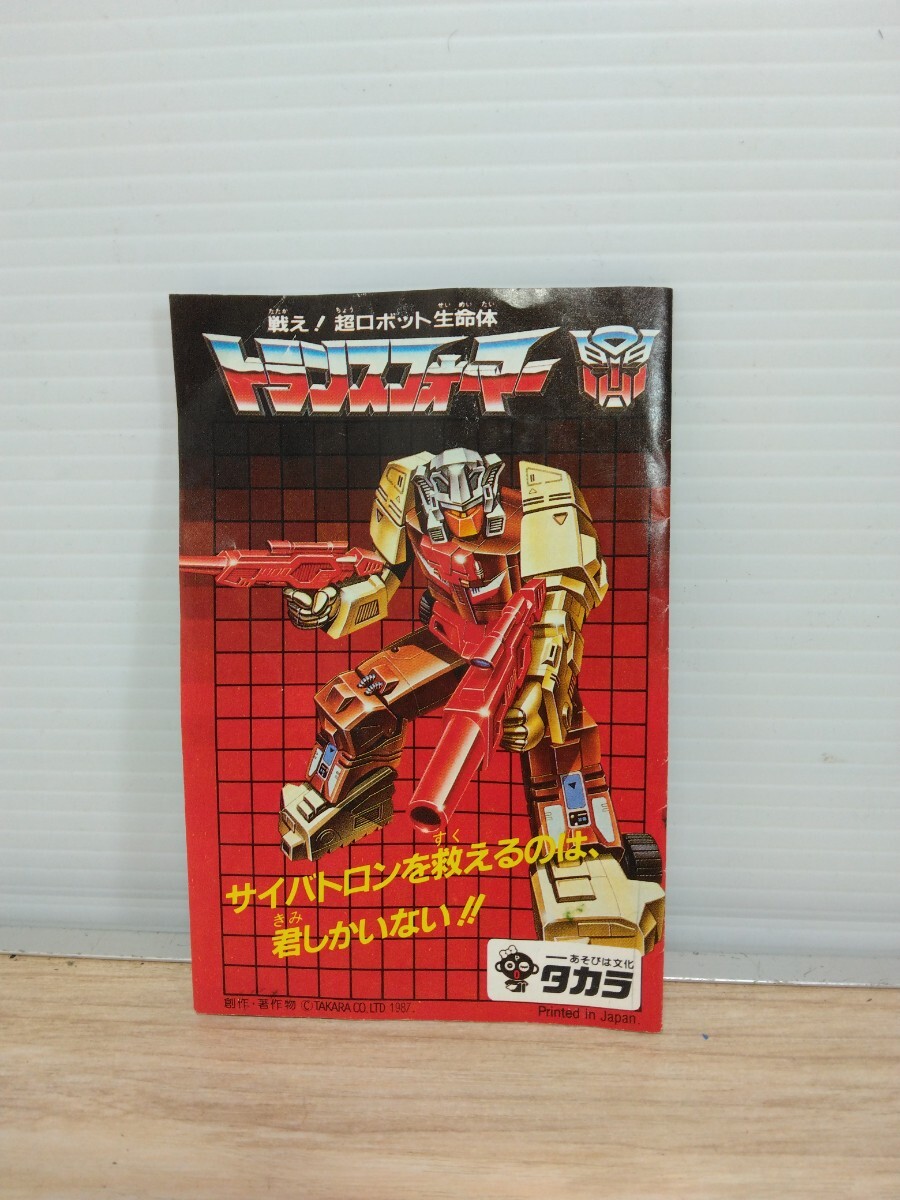 戦え! 超ロボット生命体
トランスフォーマー
サイバトロンを救えるのは、
君しかいない!!
あそびは文化
タカラ
創作・著作物 ©TAKARA CO., LTD 1987.
Printed in Japan.